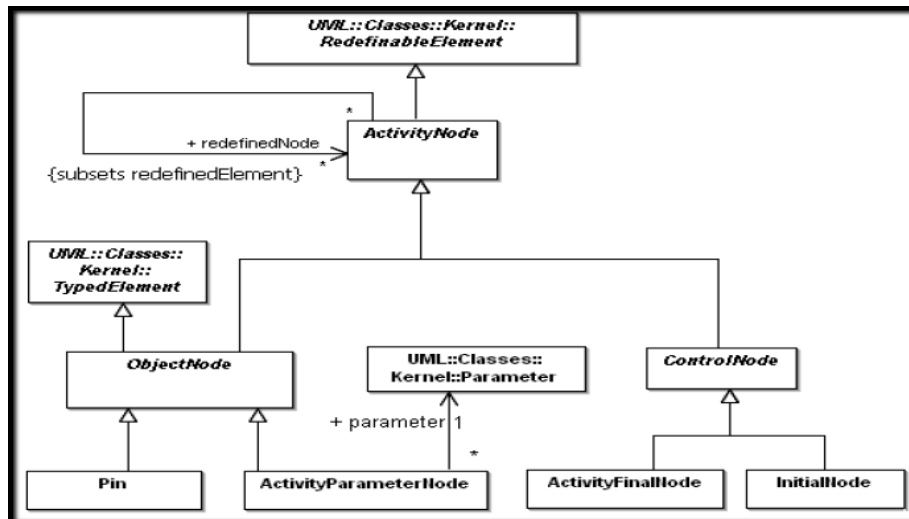 UML::Classes::Kernel::
RedefinableElement
*
ActivityNode
+ redefinedNode
*
{subsets redefinedElement}
UML::Classes::
Kernel::
TypedElement
ObjectNode
UML::Classes::
Kernel::Parameter
ControlNode
+ parameter 1
*
Pin
ActivityParameterNode
ActivityFinalNode
InitialNode